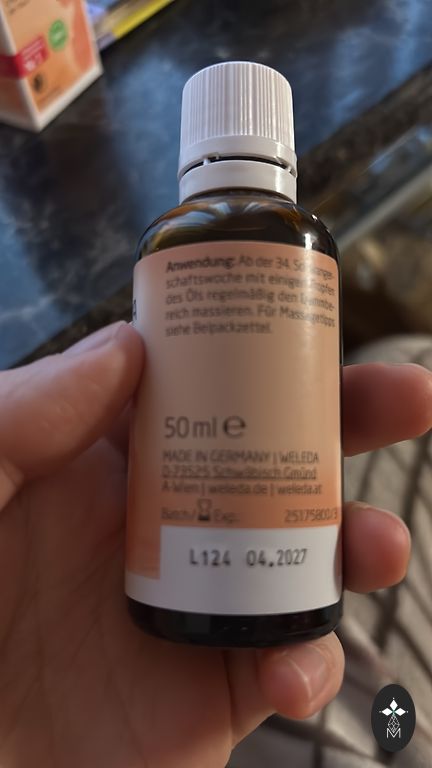 Anwendung: Ab der 34. Schwanger-
schaftswoche mit einigen Tropfen
des Öls regelmäßig den Dammbe-
reich massieren. Für Massagetipps
siehe Beipackzettel.
50 ml e
MADE IN GERMANY | WELEDA
D-73525 Schwäbisch Gmünd
A-Wien | weleda.de | weleda.at
Batch/ Exp. 25175800/3
L124 04.2027
M